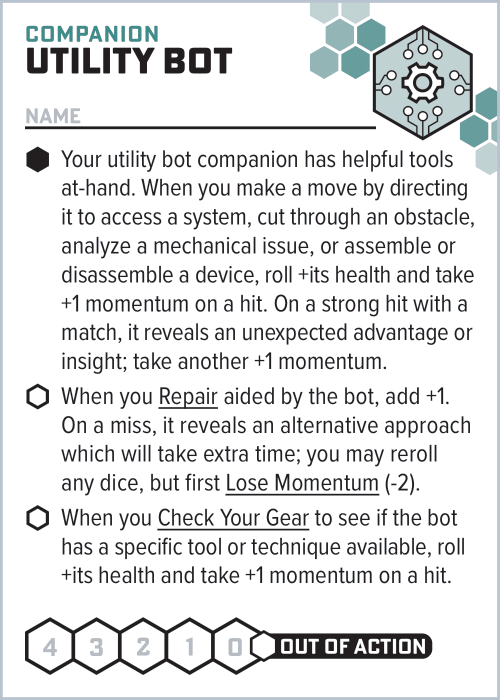 COMPANION
UTILITY BOT
NAME
Your utility bot companion has helpful tools
at-hand. When you make a move by directing
it to access a system, cut through an obstacle,
analyze a mechanical issue, or assemble or
disassemble a device, roll +its health and take
+1 momentum on a hit. On a strong hit with a
match, it reveals an unexpected advantage or
insight; take another +1 momentum.
When you Repair aided by the bot, add +1.
On a miss, it reveals an alternative approach
which will take extra time; you may reroll
any dice, but first Lose Momentum (-2).
When you Check Your Gear to see if the bot
has a specific tool or technique available, roll
+its health and take +1 momentum on a hit.
4 3 2 1 0 OUT OF ACTION